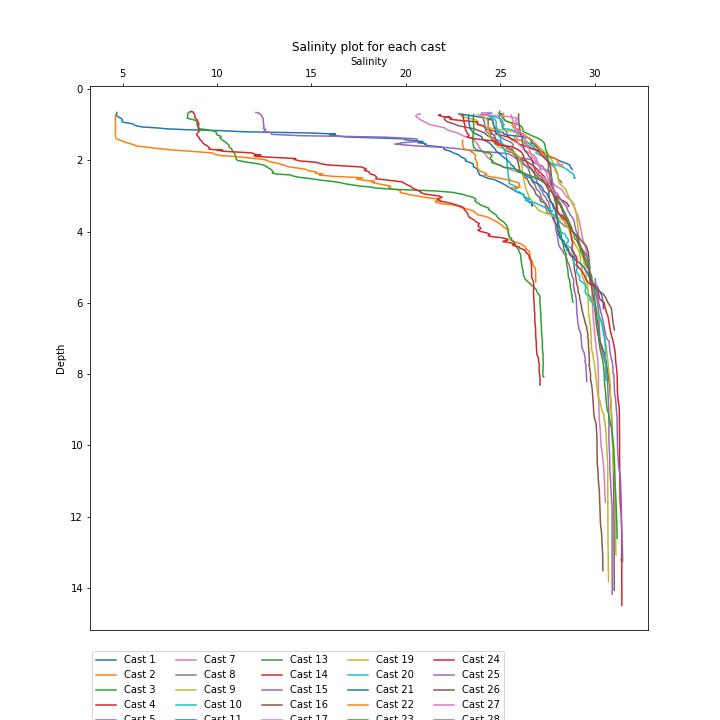 Salinity plot for each cast
Salinity
5 10 15 20 25 30
0
2
4
6
Depth
8
10
12
14
Cast 1 Cast 7 Cast 13 Cast 19 Cast 24
Cast 2 Cast 8 Cast 14 Cast 20 Cast 25
Cast 3 Cast 9 Cast 15 Cast 21 Cast 26
Cast 4 Cast 10 Cast 16 Cast 22 Cast 27
Cast 5 Cast 11 Cast 17 Cast 23 Cast 28